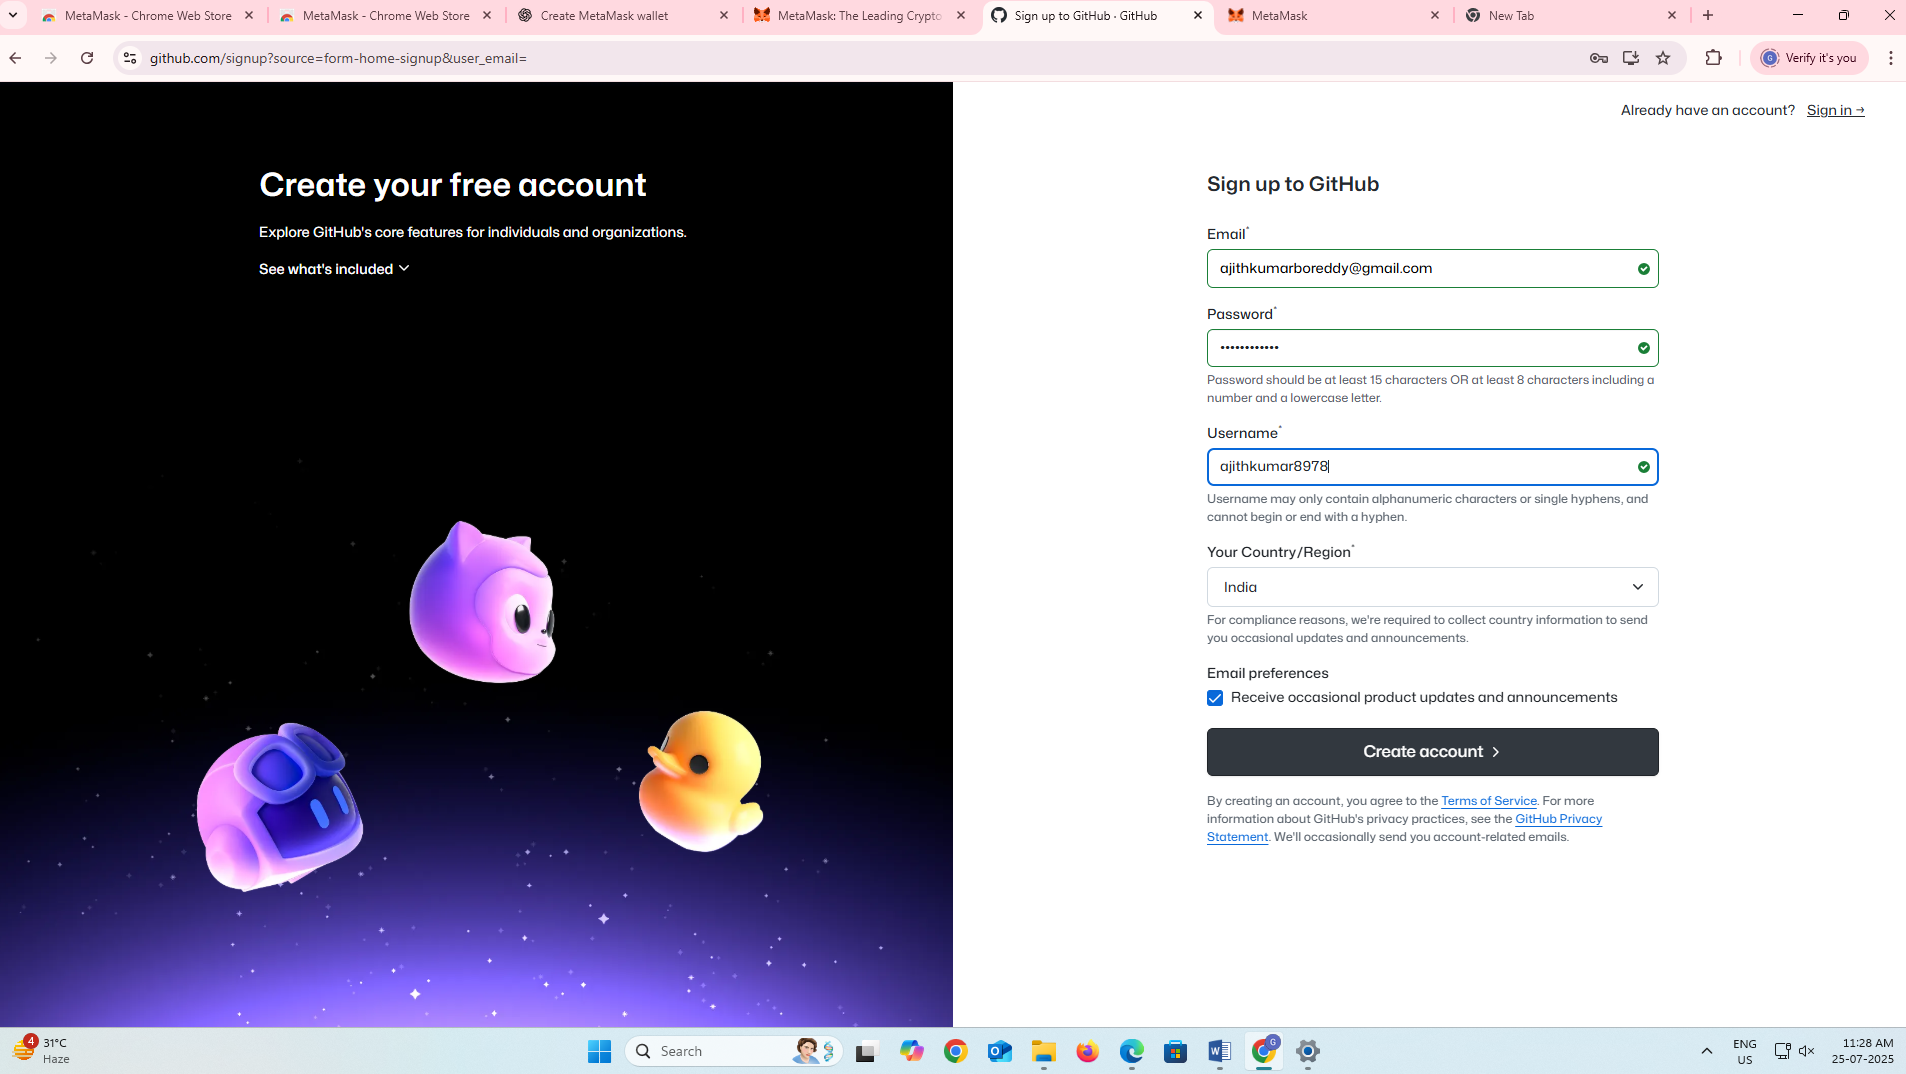 MetaMask - Chrome Web Store
MetaMask - Chrome Web Store
Create MetaMask wallet
MetaMask: The Leading Crypto
Sign up to GitHub · GitHub
MetaMask
New Tab
github.com/signup?source=form-home-signup&user_email=
G
Verify it's you
Already have an account? Sign in →
Create your free account
Explore GitHub's core features for individuals and organizations.
See what's included
Sign up to GitHub
Email*
ajithkumarboreddy@gmail.com
Password*
••••••••••••
Password should be at least 15 characters OR at least 8 characters including a
number and a lowercase letter.
Username*
ajithkumar8978
Username may only contain alphanumeric characters or single hyphens, and
cannot begin or end with a hyphen.
Your Country/Region*
India
For compliance reasons, we're required to collect country information to send
you occasional updates and announcements.
Email preferences
Receive occasional product updates and announcements
Create account
By creating an account, you agree to the Terms of Service. For more
information about GitHub's privacy practices, see the GitHub Privacy
Statement. We'll occasionally send you account-related emails.
4
31°C
Haze
Search
G
ENG
US
11:28 AM
25-07-2025